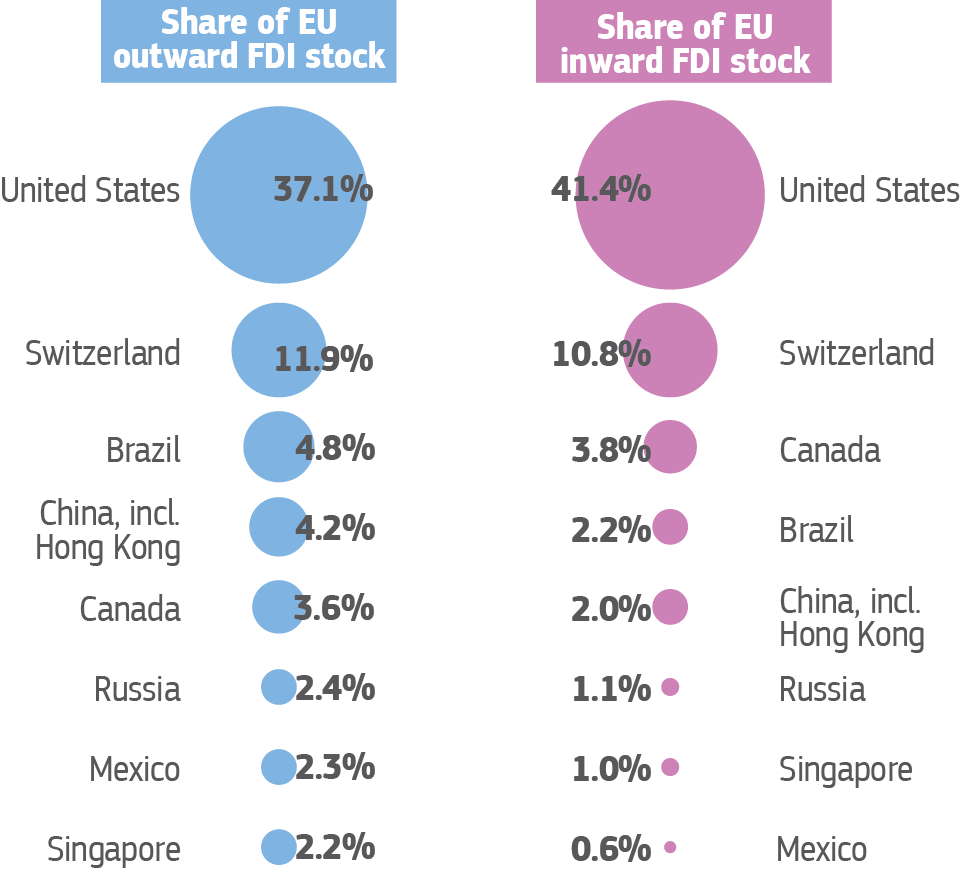 Share of EU
outward FDI stock
United States
37.1%
Switzerland
11.9%
Brazil
4.8%
China, incl.
Hong Kong
4.2%
Canada
3.6%
Russia
2.4%
Mexico
2.3%
Singapore
2.2%
Share of EU
inward FDI stock
41.4%
United States
10.8%
Switzerland
3.8%
Canada
2.2%
Brazil
2.0%
China, incl.
Hong Kong
1.1%
Russia
1.0%
Singapore
0.6%
Mexico